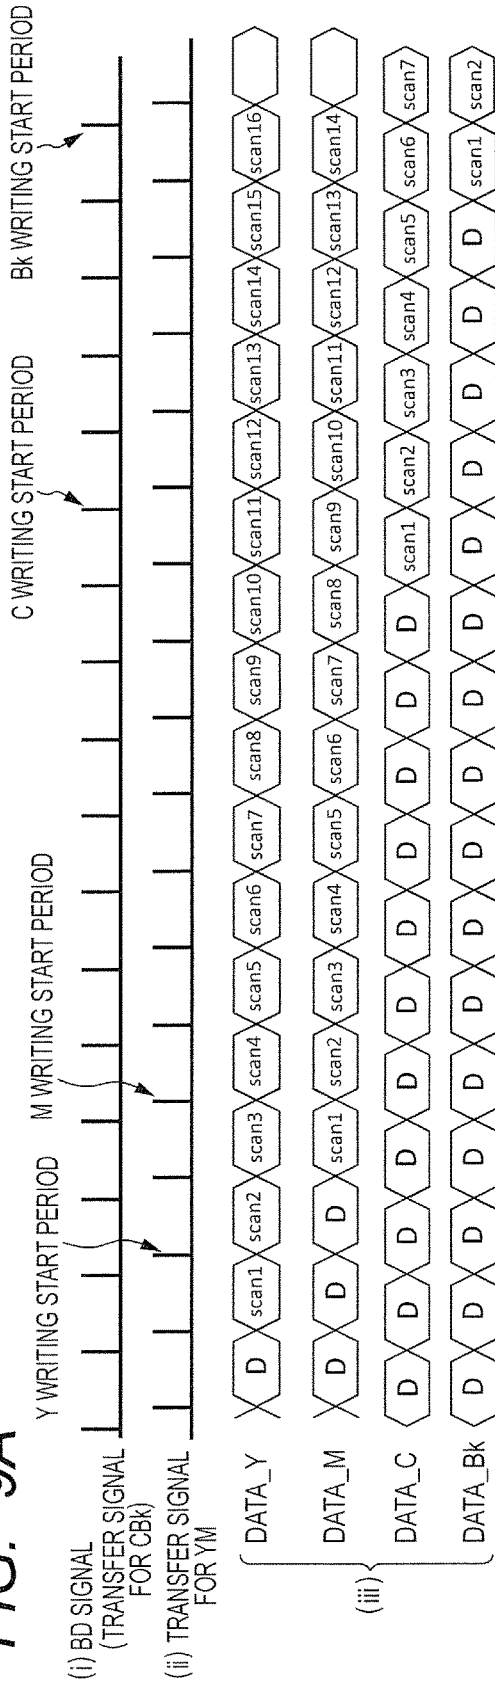 FIG. 9A
Y WRITING START PERIOD M WRITING START PERIOD C WRITING START PERIOD Bk WRITING START PERIOD
(i) BD SIGNAL
(TRANSFER SIGNAL
FOR CBk)
(ii) TRANSFER SIGNAL
FOR YM
(iii)
DATA_Y D scan1 scan2 scan3 scan4 scan5 scan6 scan7 scan8 scan9 scan10 scan11 scan12 scan13 scan14 scan15 scan16
DATA_M D D D scan1 scan2 scan3 scan4 scan5 scan6 scan7 scan8 scan9 scan10 scan11 scan12 scan13 scan14
DATA_C D D D D D D D D D D D scan1 scan2 scan3 scan4 scan5 scan6 scan7
DATA_Bk D D D D D D D D D D D D D D D D scan1 scan2